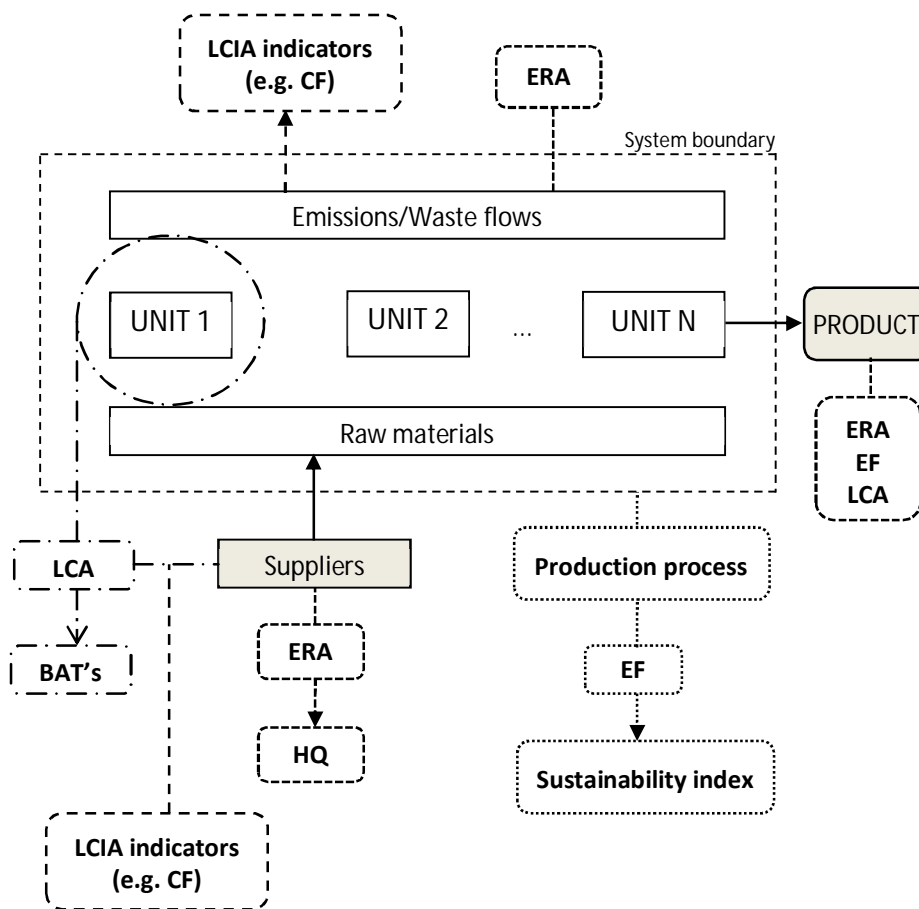 LCIA indicators
(e.g. CF)
ERA
System boundary
Emissions/Waste flows
UNIT 1
UNIT 2
...
UNIT N
PRODUCT
Raw materials
ERA
EF
LCA
LCA
Suppliers
Production process
BAT's
ERA
EF
HQ
Sustainability index
LCIA indicators
(e.g. CF)